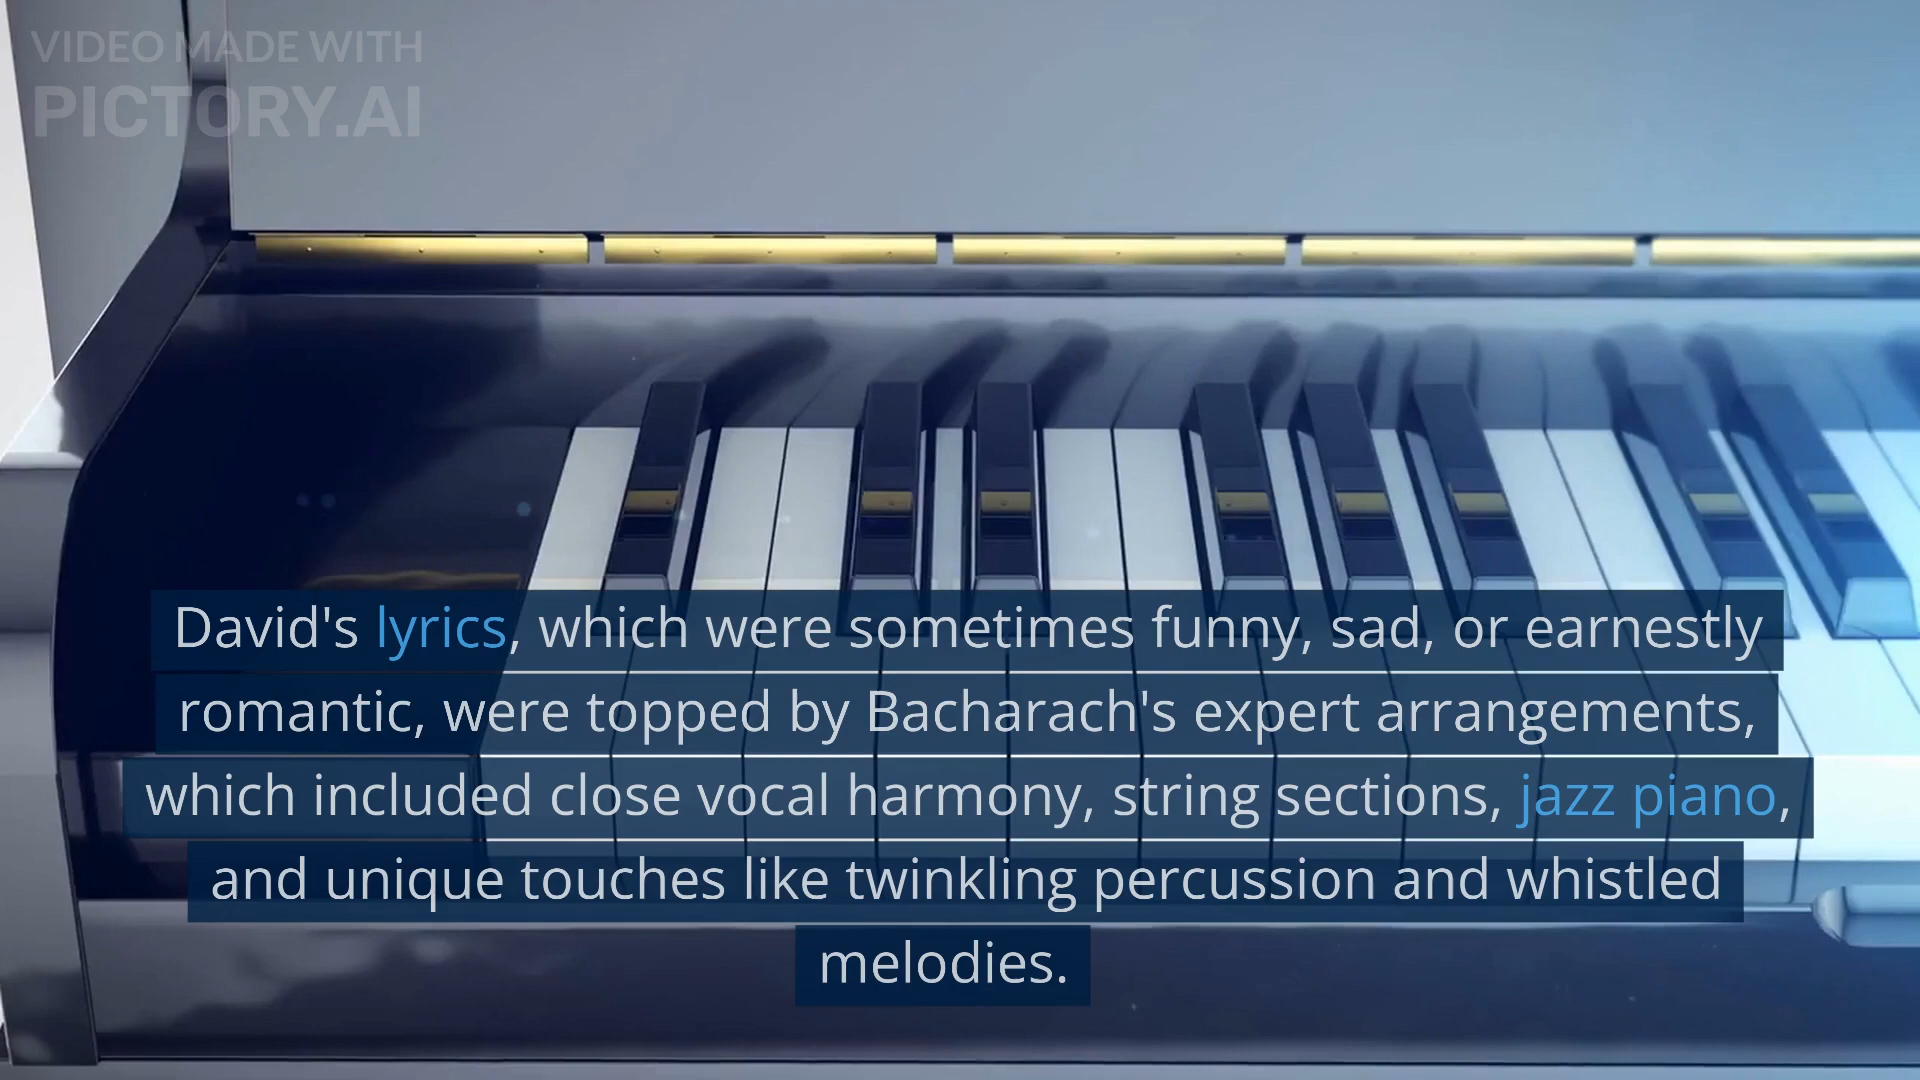 VIDEO MADE WITH
PICTORY.AI
David's lyrics, which were sometimes funny, sad, or earnestly
romantic, were topped by Bacharach's expert arrangements,
which included close vocal harmony, string sections, jazz piano,
and unique touches like twinkling percussion and whistled
melodies.